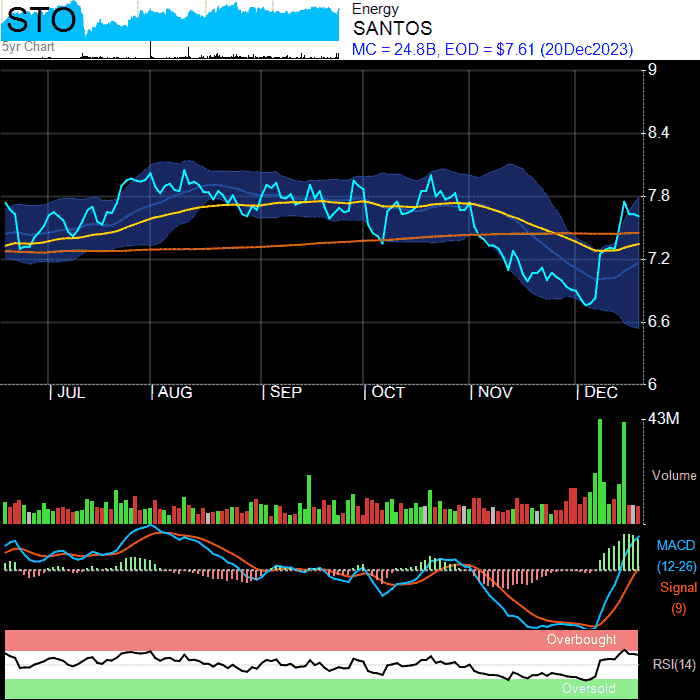 STO
5yr Chart
Energy
SANTOS
MC = 24.8B, EOD = $7.61 (20Dec2023)
9
8.4
7.8
7.2
6.6
6
| JUL | AUG | SEP | OCT | NOV | DEC
43M
Volume
MACD
(12-26)
Signal
(9)
Overbought
RSI(14)
Oversold